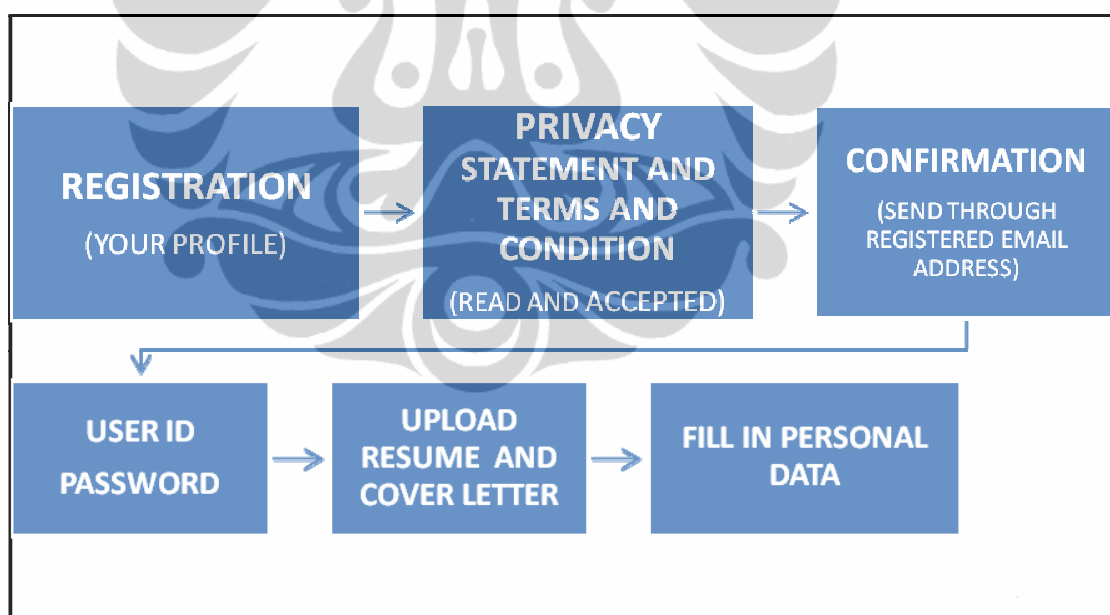 REGISTRATION
(YOUR PROFILE)
PRIVACY
STATEMENT AND
TERMS AND
CONDITION
(READ AND ACCEPTED)
CONFIRMATION
(SEND THROUGH
REGISTERED EMAIL
ADDRESS)
USER ID
PASSWORD
UPLOAD
RESUME AND
COVER LETTER
FILL IN PERSONAL
DATA